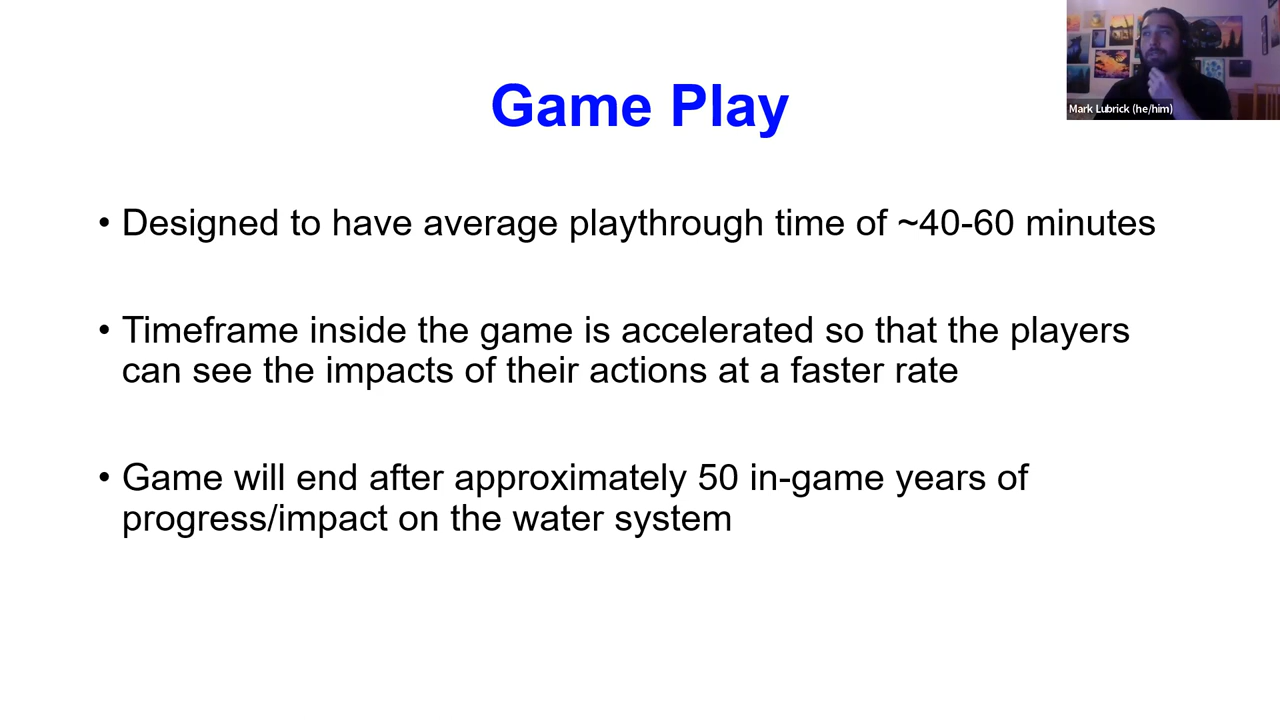 Game Play
Mark Lubrick (he/him)
• Designed to have average playthrough time of ~40-60 minutes
• Timeframe inside the game is accelerated so that the players
can see the impacts of their actions at a faster rate
• Game will end after approximately 50 in-game years of
progress/impact on the water system